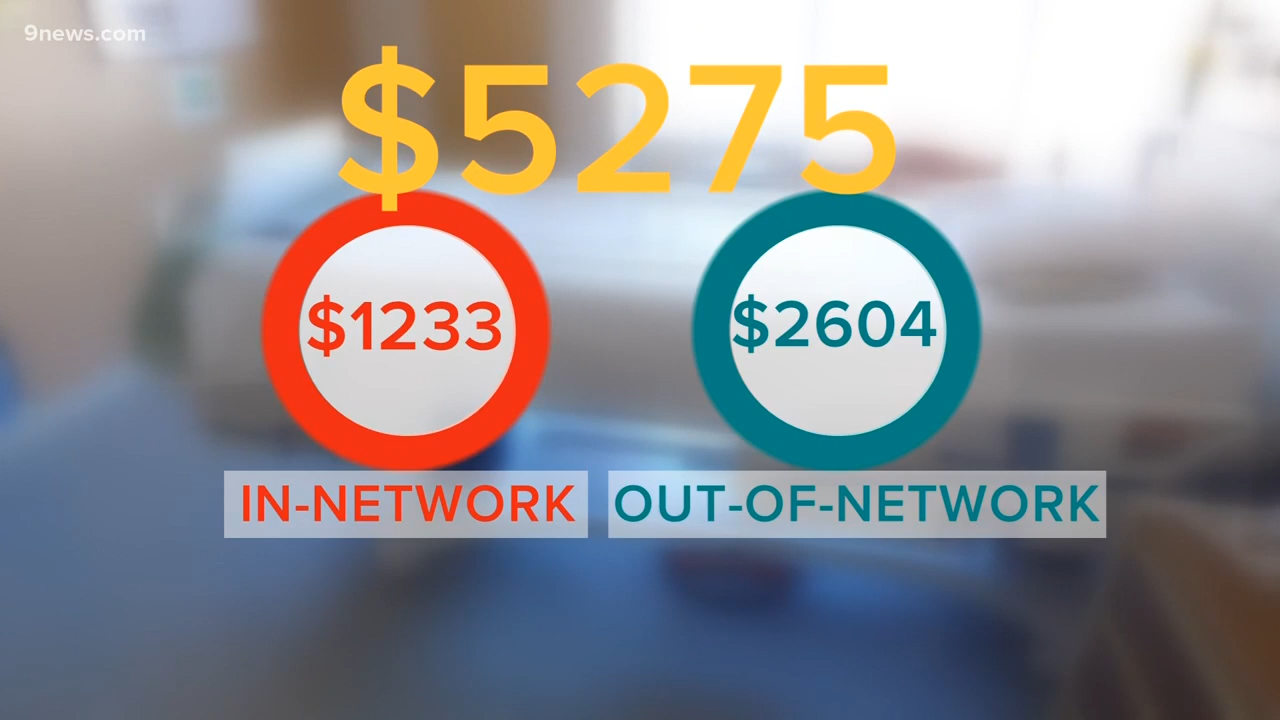 9news.com
$5275
$1233
$2604
IN-NETWORK
OUT-OF-NETWORK